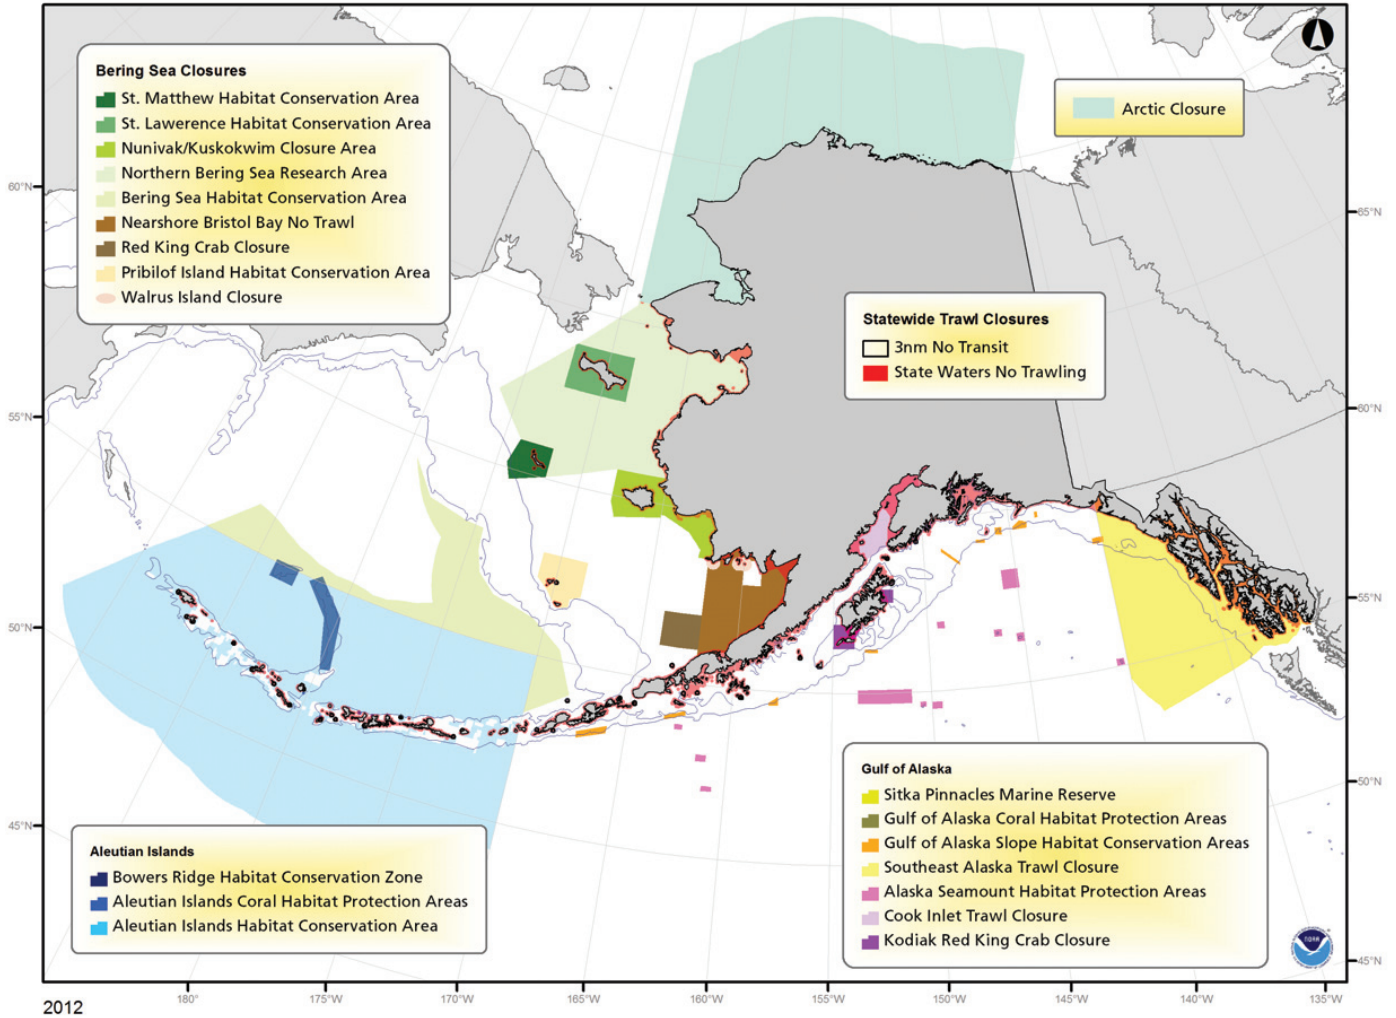 Bering Sea Closures
St. Matthew Habitat Conservation Area
St. Lawerence Habitat Conservation Area
Nunivak/Kuskokwim Closure Area
Northern Bering Sea Research Area
Bering Sea Habitat Conservation Area
Nearshore Bristol Bay No Trawl
Red King Crab Closure
Pribilof Island Habitat Conservation Area
Walrus Island Closure
Arctic Closure
60°N
65°N
Statewide Trawl Closures
3nm No Transit
State Waters No Trawling
55°N
60°N
50°N
55°N
Gulf of Alaska
Sitka Pinnacles Marine Reserve
Gulf of Alaska Coral Habitat Protection Areas
Gulf of Alaska Slope Habitat Conservation Areas
Southeast Alaska Trawl Closure
Alaska Seamount Habitat Protection Areas
Cook Inlet Trawl Closure
Kodiak Red King Crab Closure
50°N
45°N
Aleutian Islands
Bowers Ridge Habitat Conservation Zone
Aleutian Islands Coral Habitat Protection Areas
Aleutian Islands Habitat Conservation Area
NOAA
45°N
180°
175°W
170°W
165°W
160°W
155°W
150°W
145°W
140°W
135°W
2012